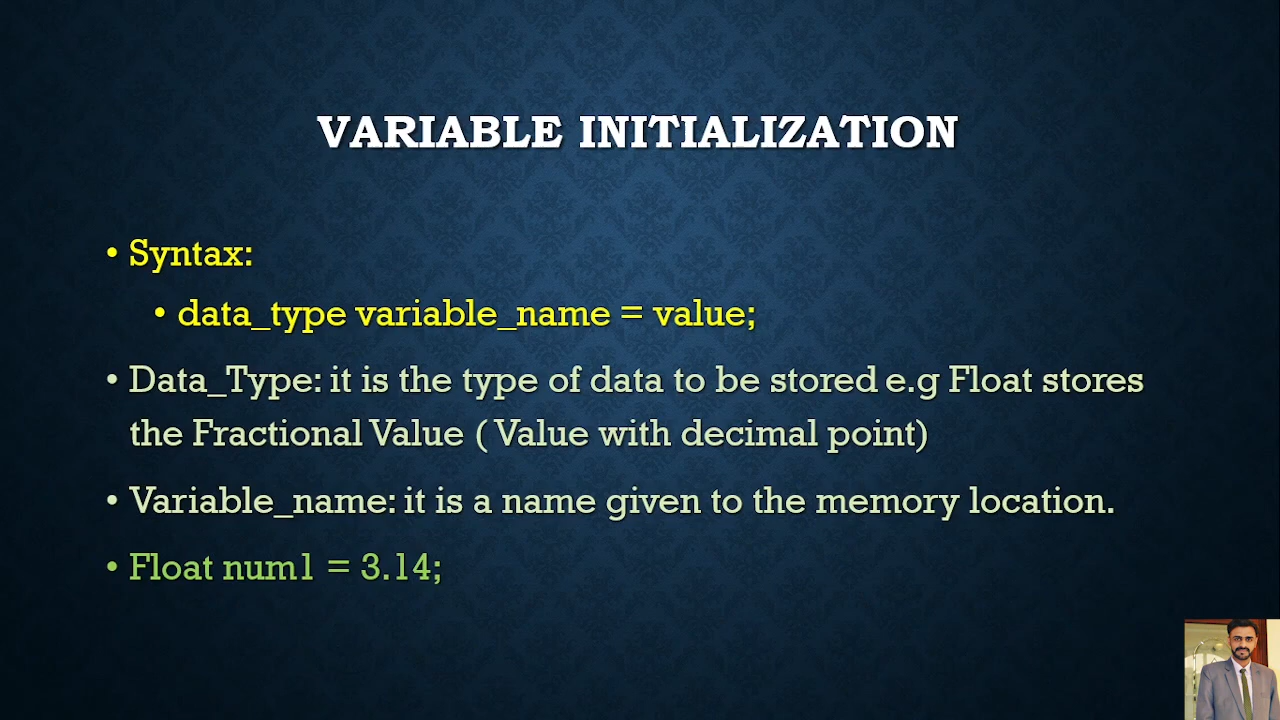 VARIABLE INITIALIZATION
• Syntax:
• data_type variable_name = value;
• Data_Type: it is the type of data to be stored e.g Float stores
the Fractional Value ( Value with decimal point)
• Variable_name: it is a name given to the memory location.
• Float num1 = 3.14;